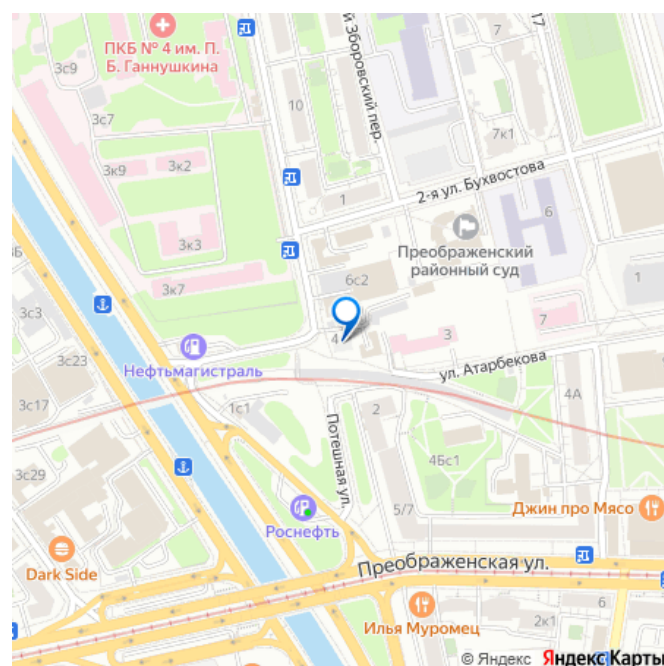 ПКБ № 4 им. П.
Б. Ганнушкина
3с9
3с7
10
Зборовский пер.
7
17
7к1
3к9
3к2
2-я ул. Бухвостова
1
6
3к3
Преображенский
районный суд
6с2
3к7
1
3с3
7
4
3
Нефтьмагистраль
3с23
ул. Атарбекова
3с17
1с1
2
4А
Потешная ул.
4Бс1
3с29
5/7
Джин про Мясо
Роснефть
Dark Side
Преображенская ул.
Илья Муромец
2к1
6
© Яндекс Яндекс Карты